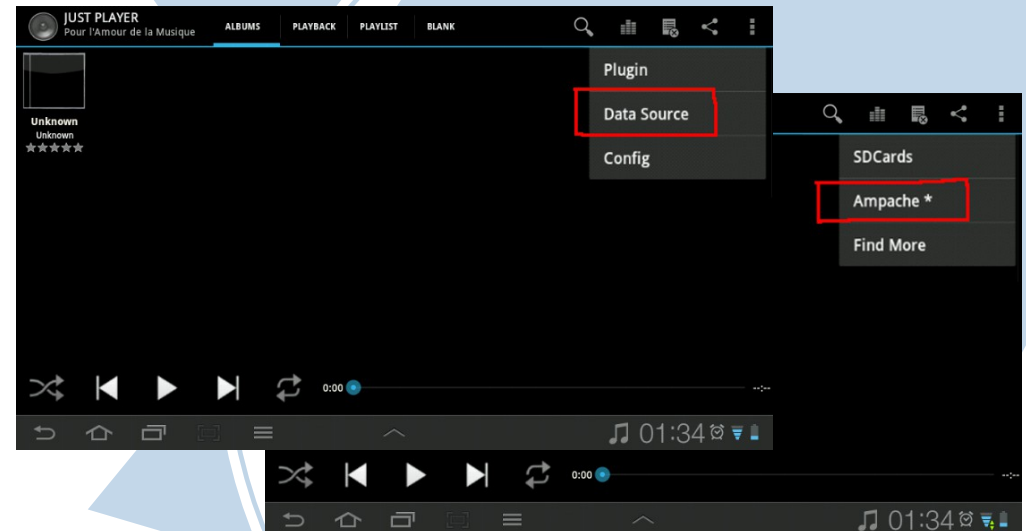 JUST PLAYER
Pour l'Amour de la Musique
ALBUMS PLAYBACK PLAYLIST BLANK
Plugin
Data Source
Config
Unknown
Unknown
0:00 --:--
01:34
SDCards
Ampache *
Find More
0:00 --:--
01:34